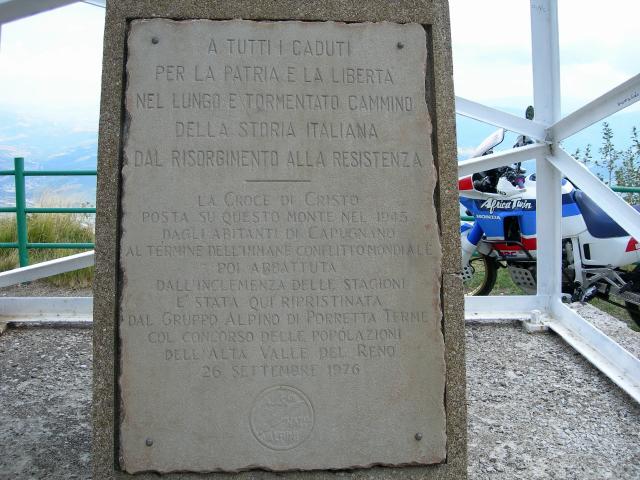 A TUTTI I CADUTI
PER LA PATRIA E LA LIBERTA
NEL LUNGO E TORMENTATO CAMMINO
DELLA STORIA ITALIANA
DAL RISORGIMENTO ALLA RESISTENZA
LA CROCE DI CRISTO
POSTA SU QUESTO MONTE NEL 1945
DAGLI ABITANTI DI CAPUGNANO
AL TERMINE DELL'IMMANE CONFLITTO MONDIALE
POI ABBATTUTA
DALL'INCLEMENZA DELLE STAGIONI
E' STATA QUI RIPRISTINATA
DAL GRUPPO ALPINO DI PORRETTA TERME
COL CONCORSO DELLE POPOLAZIONI
DELL'ALTA VALLE DEL RENO
26 SETTEMBRE 1976
Africa Twin
HONDA